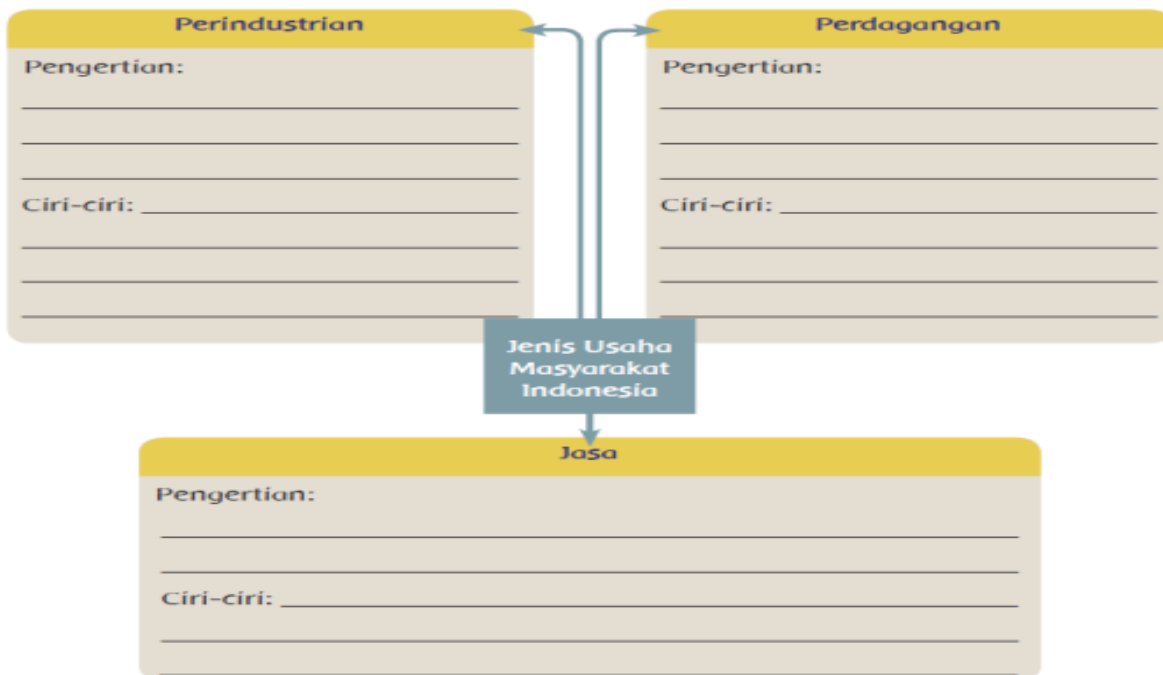 Perindustrian
Pengertian:
Ciri-ciri:
Perdagangan
Pengertian:
Ciri-ciri:
Jenis Usaha
Masyarakat
Indonesia
Jasa
Pengertian:
Ciri-ciri: